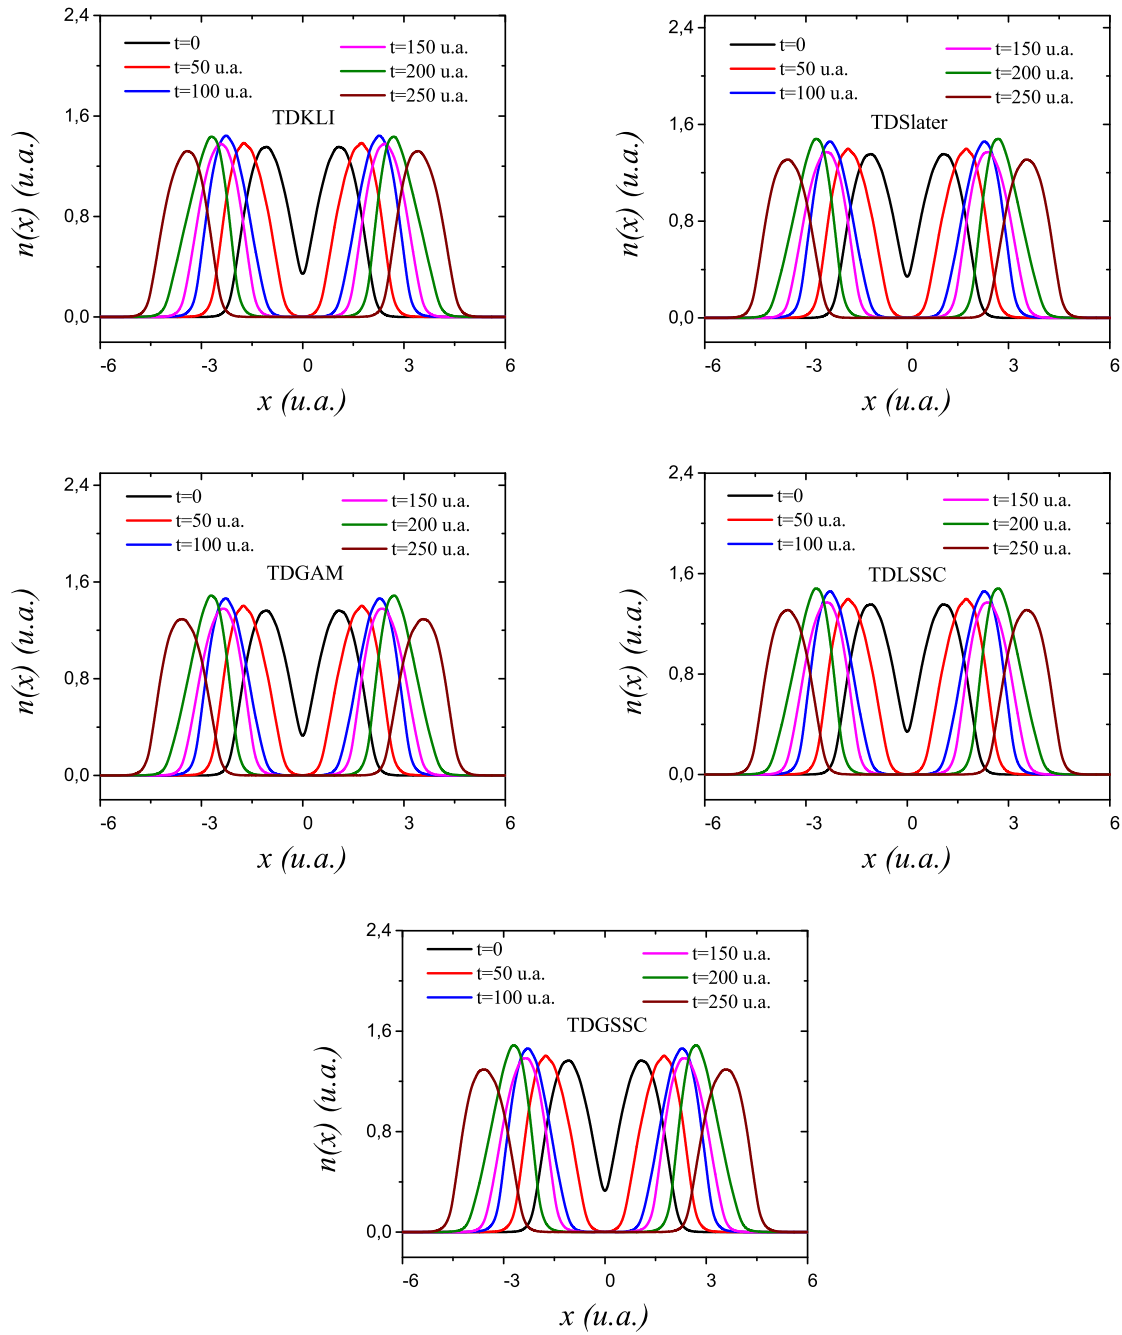 2,4
1,6
0,8
0,0
n(x) (u.a.)
t=0
t=50 u.a.
t=100 u.a.
t=150 u.a.
t=200 u.a.
t=250 u.a.
TDKLI
-6 -3 0 3 6
x (u.a.)
2,4
1,6
0,8
0,0
n(x) (u.a.)
t=0
t=50 u.a.
t=100 u.a.
t=150 u.a.
t=200 u.a.
t=250 u.a.
TDSlater
-6 -3 0 3 6
x (u.a.)
2,4
1,6
0,8
0,0
n(x) (u.a.)
t=0
t=50 u.a.
t=100 u.a.
t=150 u.a.
t=200 u.a.
t=250 u.a.
TDGAM
-6 -3 0 3 6
x (u.a.)
2,4
1,6
0,8
0,0
n(x) (u.a.)
t=0
t=50 u.a.
t=100 u.a.
t=150 u.a.
t=200 u.a.
t=250 u.a.
TDLSSC
-6 -3 0 3 6
x (u.a.)
2,4
1,6
0,8
0,0
n(x) (u.a.)
t=0
t=50 u.a.
t=100 u.a.
t=150 u.a.
t=200 u.a.
t=250 u.a.
TDGSSC
-6 -3 0 3 6
x (u.a.)